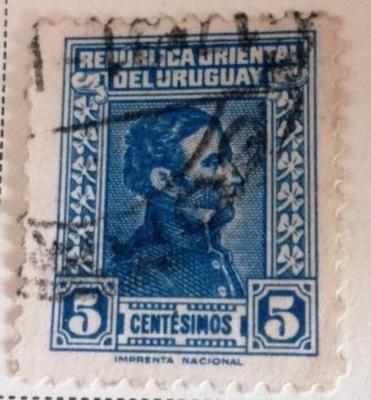 REPUBLICA ORIENTAL
DEL URUGUAY
5 CENTÉSIMOS 5
IMPRENTA NACIONAL